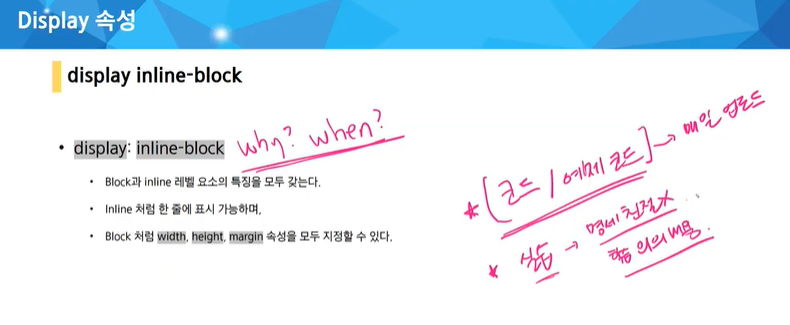 Display 속성
display inline-block
• display: inline-block why? when?
• Block과 inline 레벨 요소의 특징을 모두 갖는다.
• Inline 처럼 한 줄에 표시 가능하며,
• Block 처럼 width, height, margin 속성을 모두 지정할 수 있다.
* [코드 / 예제 코드] → 매일 업로드
* 실습 → 명세 친절X
학습